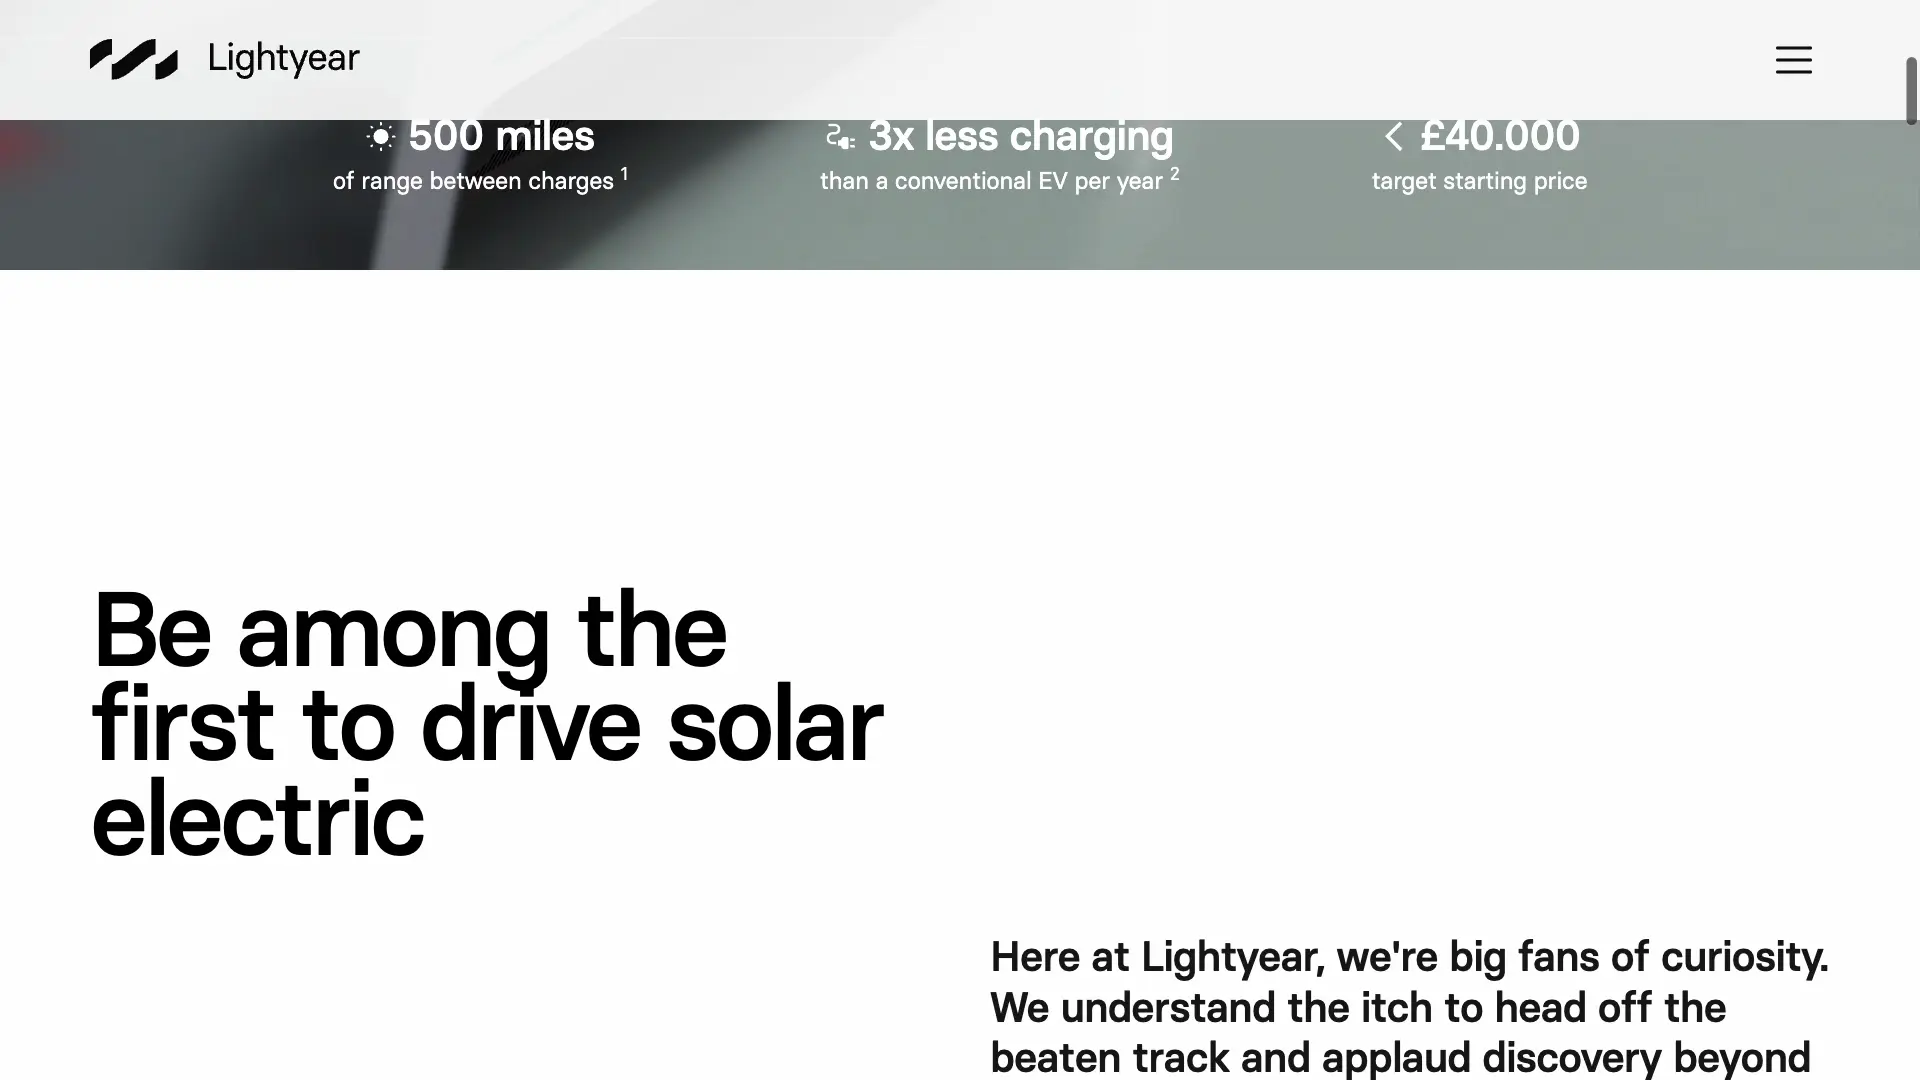 Lightyear
500 miles
of range between charges 1
3x less charging
than a conventional EV per year 2
< £40.000
target starting price
Be among the
first to drive solar
electric
Here at Lightyear, we're big fans of curiosity.
We understand the itch to head off the
beaten track and applaud discovery beyond